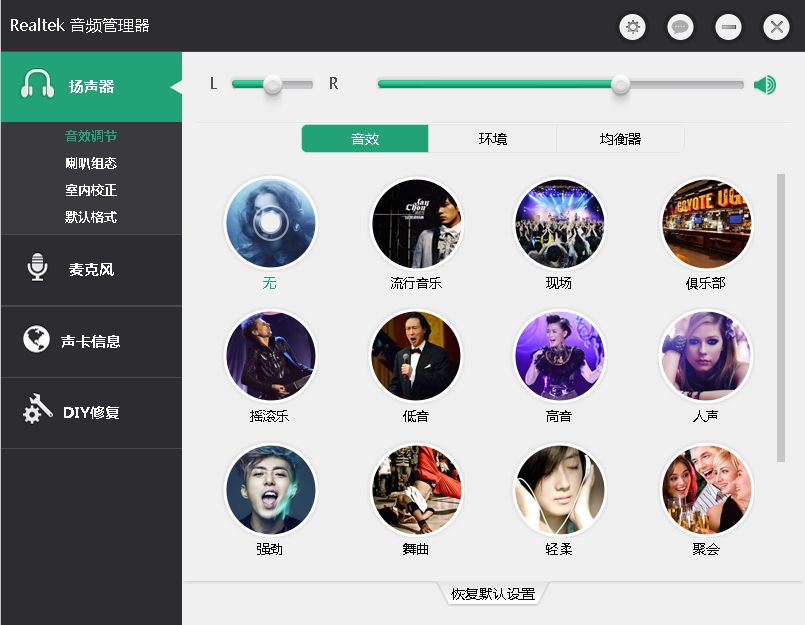 Realtek 音频管理器
扬声器
音效调节
喇叭组态
室内校正
默认格式
麦克风
声卡信息
DIY修复
L
R
音效
环境
均衡器
Jay
Chou
COYOTE UG
无
流行音乐
现场
俱乐部
摇滚乐
低音
高音
人声
强劲
舞曲
轻柔
聚会
恢复默认设置